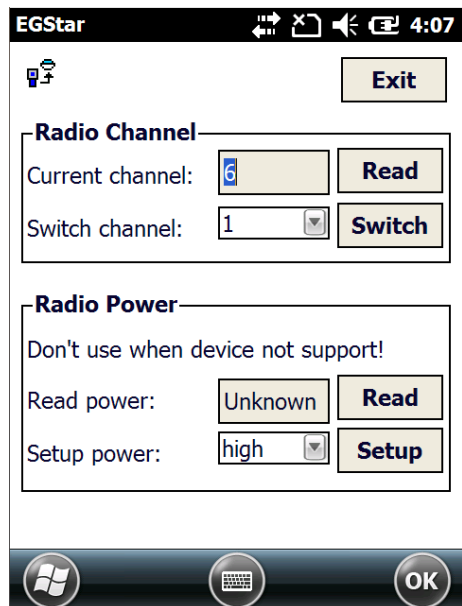 EGStar 4:07
Exit
Radio Channel
Current channel: 6 Read
Switch channel: 1 Switch
Radio Power
Don't use when device not support!
Read power: Unknown Read
Setup power: high Setup
OK